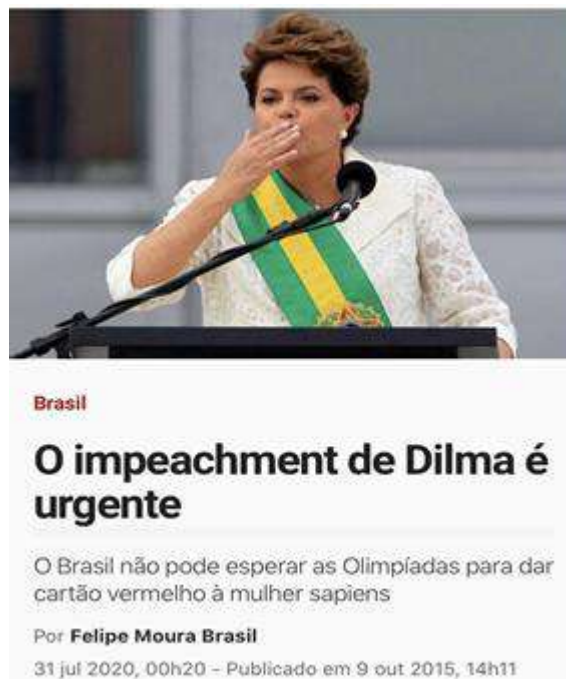 Brasil
O impeachment de Dilma é
urgente
O Brasil não pode esperar as Olimpíadas para dar
cartão vermelho à mulher sapiens
Por Felipe Moura Brasil
31 jul 2020, 00h20 - Publicado em 9 out 2015, 14h11